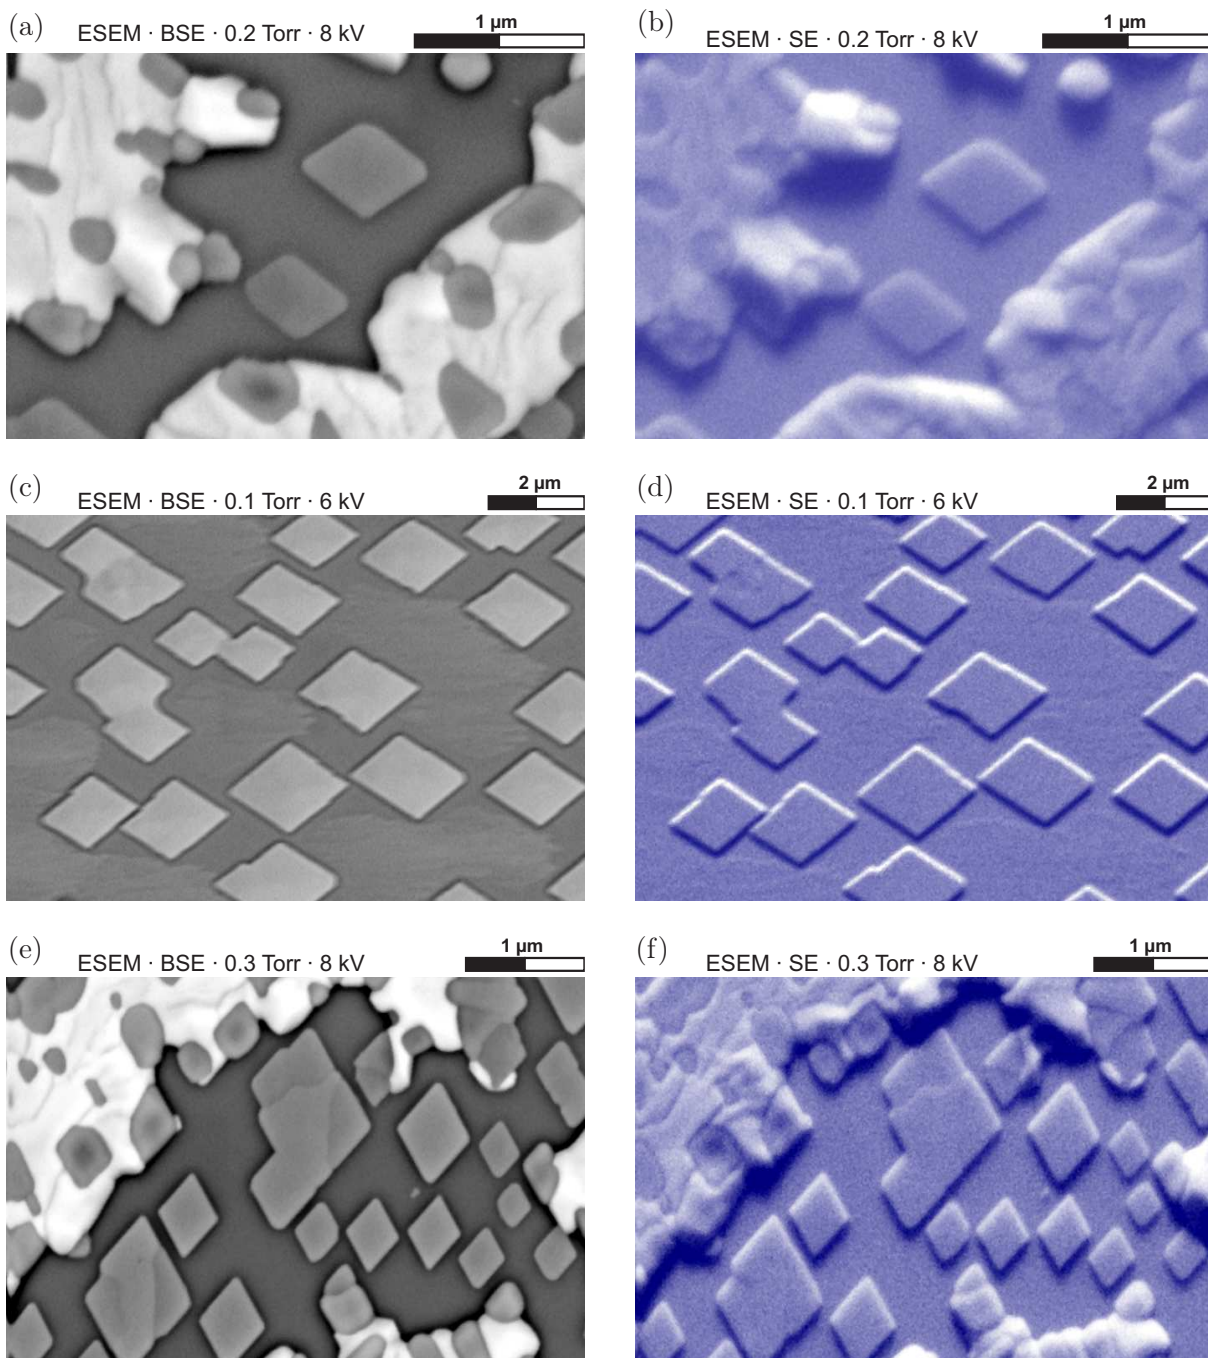 (a) ESEM · BSE · 0.2 Torr · 8 kV 1 µm
(b) ESEM · SE · 0.2 Torr · 8 kV 1 µm
(c) ESEM · BSE · 0.1 Torr · 6 kV 2 µm
(d) ESEM · SE · 0.1 Torr · 6 kV 2 µm
(e) ESEM · BSE · 0.3 Torr · 8 kV 1 µm
(f) ESEM · SE · 0.3 Torr · 8 kV 1 µm